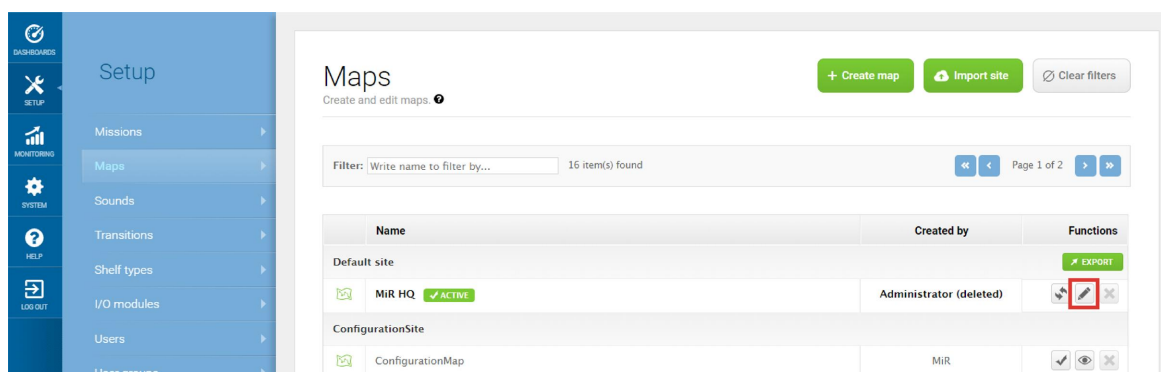 DASHBOARDS
SETUP
MONITORING
SYSTEM
HELP
LOG OUT
Setup
Missions
Maps
Sounds
Transitions
Shelf types
I/O modules
Users
User groups
Maps
Create and edit maps.
+ Create map
Import site
Clear filters
Filter: Write name to filter by... 16 item(s) found
« ‹ Page 1 of 2 › »
Name Created by Functions
Default site EXPORT
MiR HQ ✓ ACTIVE Administrator (deleted)
ConfigurationSite
ConfigurationMap MiR